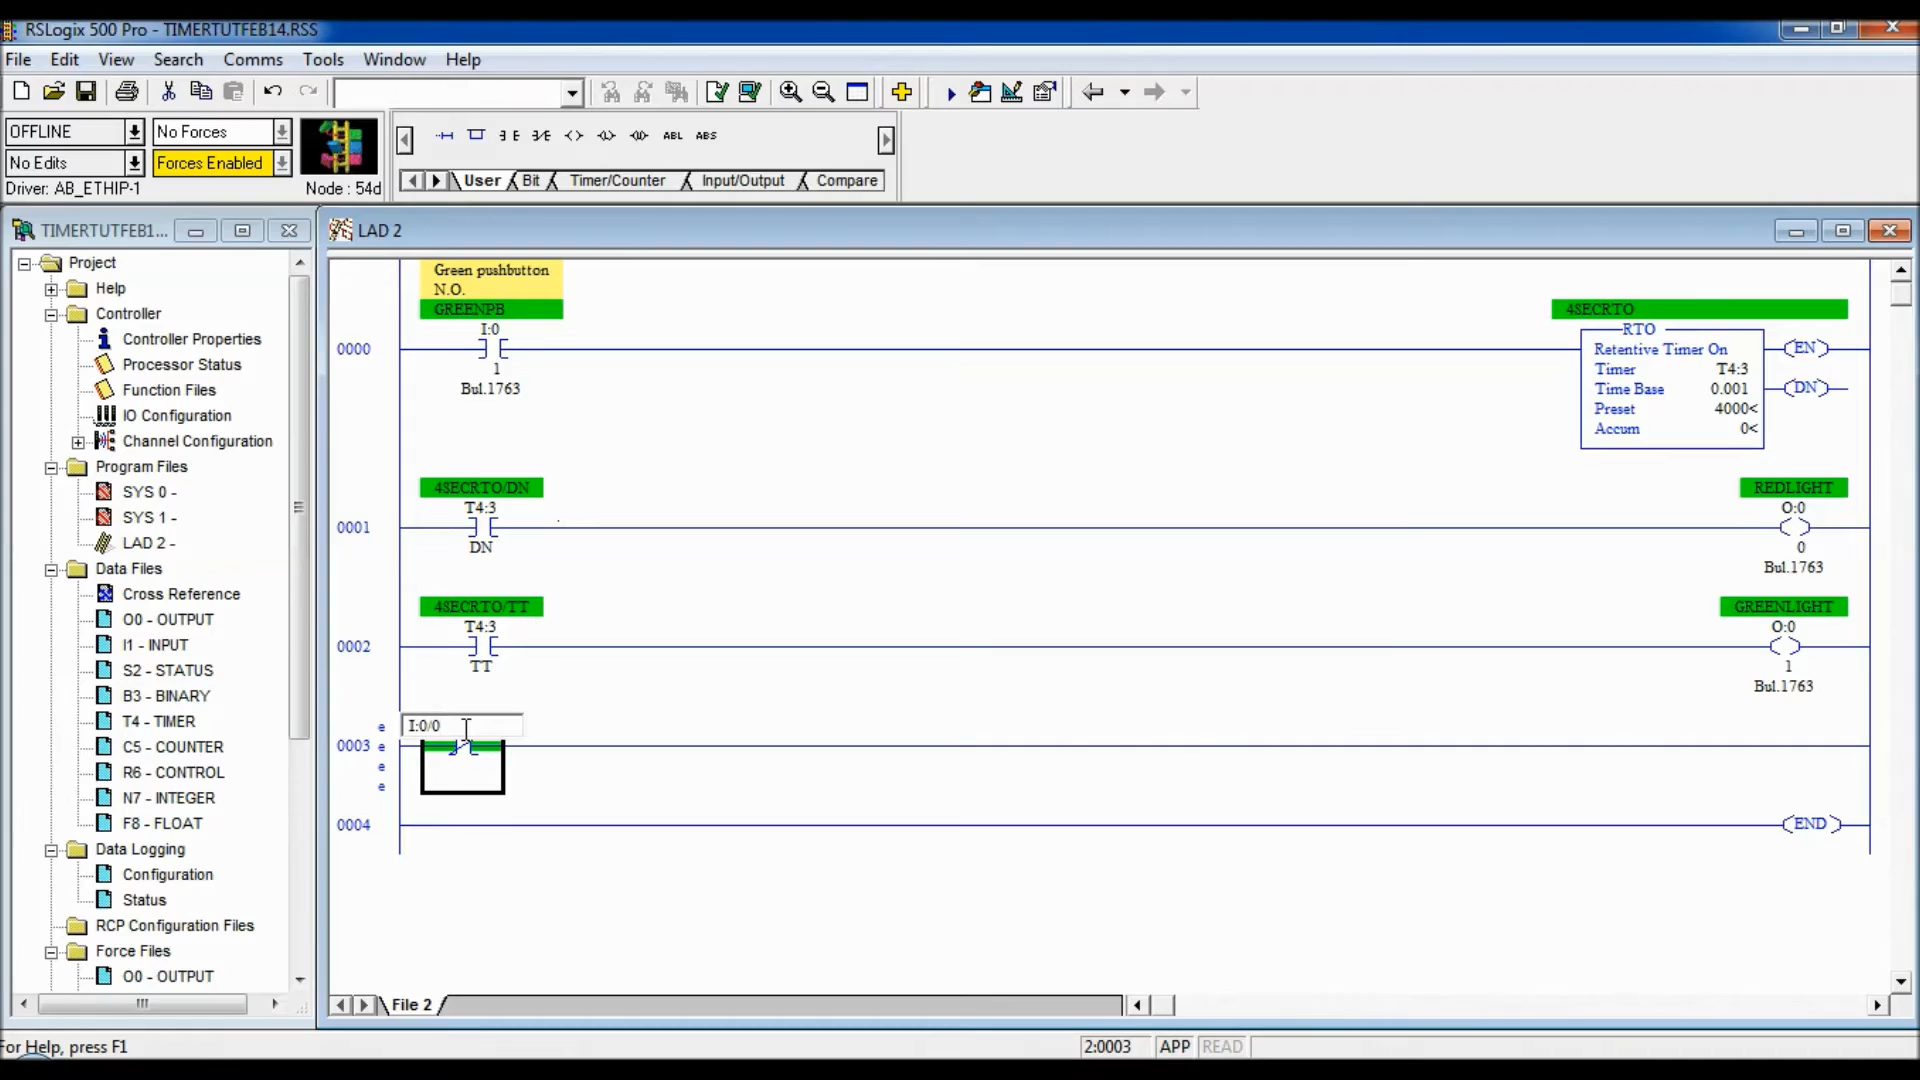 RSLogix 500 Pro - TIMERTUTFEB14.RSS
File Edit View Search Comms Tools Window Help
OFFLINE No Forces
No Edits Forces Enabled
Driver: AB_ETHIP-1 Node : 54d
ABL ABS
User Bit Timer/Counter Input/Output Compare
TIMERTUTFEB1...
Project
Help
Controller
Controller Properties
Processor Status
Function Files
IO Configuration
Channel Configuration
Program Files
SYS 0 -
SYS 1 -
LAD 2 -
Data Files
Cross Reference
O0 - OUTPUT
I1 - INPUT
S2 - STATUS
B3 - BINARY
T4 - TIMER
C5 - COUNTER
R6 - CONTROL
N7 - INTEGER
F8 - FLOAT
Data Logging
Configuration
Status
RCP Configuration Files
Force Files
O0 - OUTPUT
LAD 2
Green pushbutton
N.O.
GREENPB
I:0
0000
1
Bul.1763
4SECRTO
RTO
Retentive Timer On
Timer T4:3
Time Base 0.001
Preset 4000<
Accum 0<
EN
DN
4SECRTO/DN
T4:3
0001
DN
REDLIGHT
O:0
0
Bul.1763
4SECRTO/TT
T4:3
0002
TT
GREENLIGHT
O:0
1
Bul.1763
e
I:0/0
0003 e
e
e
0004
END
File 2
For Help, press F1
2:0003 APP READ